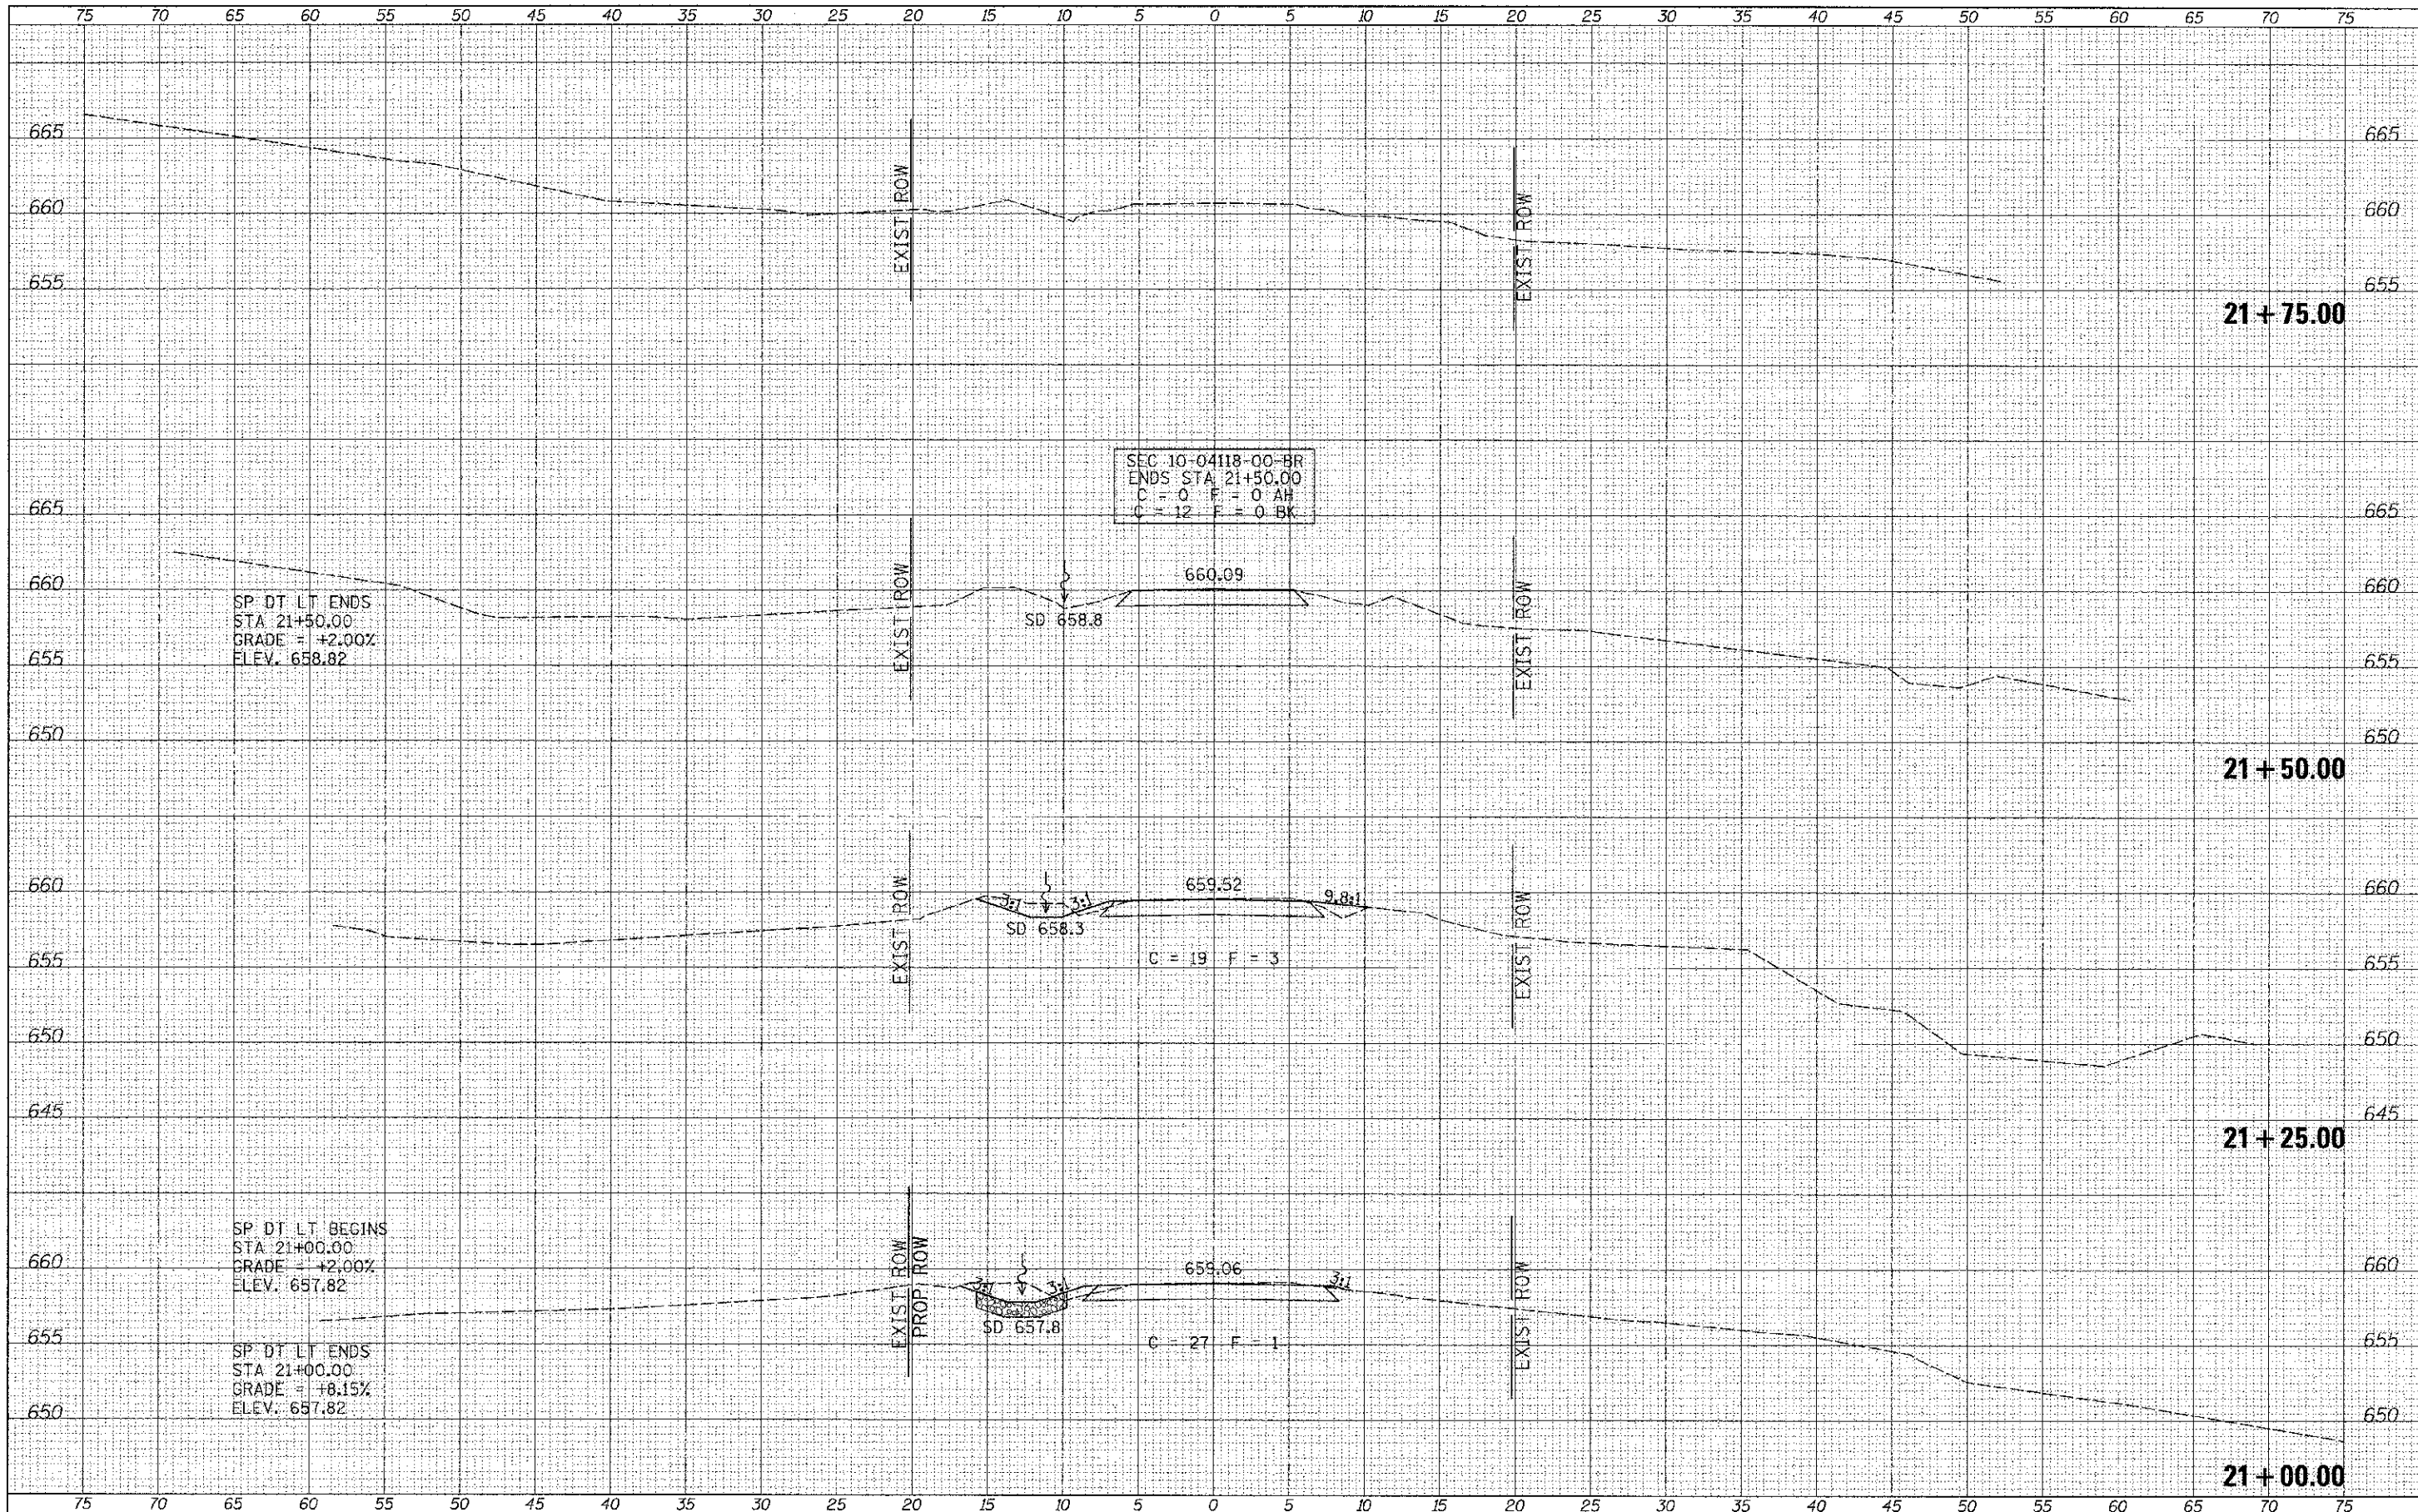 75 70 65 60 55 50 45 40 35 30 25 20 15 10 5 0 5 10 15 20 25 30 35 40 45 50 55 60 65 70 75
665 665
EXIST ROW
EXIST ROW
660 660
655 655
21 + 75.00
SEC 10-04118-00-BR
ENDS STA 21+50.00
C = 0 F = 0 AH
C = 12 F = 0 BK
665 665
660 660
660.09
SP DT LT ENDS
STA 21+50.00
GRADE = +2.00%
ELEV. 658.82
EXIST ROW
SD 658.8
EXIST ROW
655 655
650 650
21 + 50.00
660 660
EXIST ROW
3:1 3:1
659.52
9.8:1
EXIST ROW
SD 658.3
C = 19 F = 3
655 655
650 650
645 645
21 + 25.00
SP DT LT BEGINS
STA 21+00.00
GRADE = +2.00%
ELEV. 657.82
660 660
EXIST ROW
PROP ROW
3:1 3:1
659.06
3:1
EXIST ROW
SD 657.8
C = 27 F = 1
655 655
SP DT LT ENDS
STA 21+00.00
GRADE = +8.15%
ELEV. 657.82
650 650
21 + 00.00
75 70 65 60 55 50 45 40 35 30 25 20 15 10 5 0 5 10 15 20 25 30 35 40 45 50 55 60 65 70 75